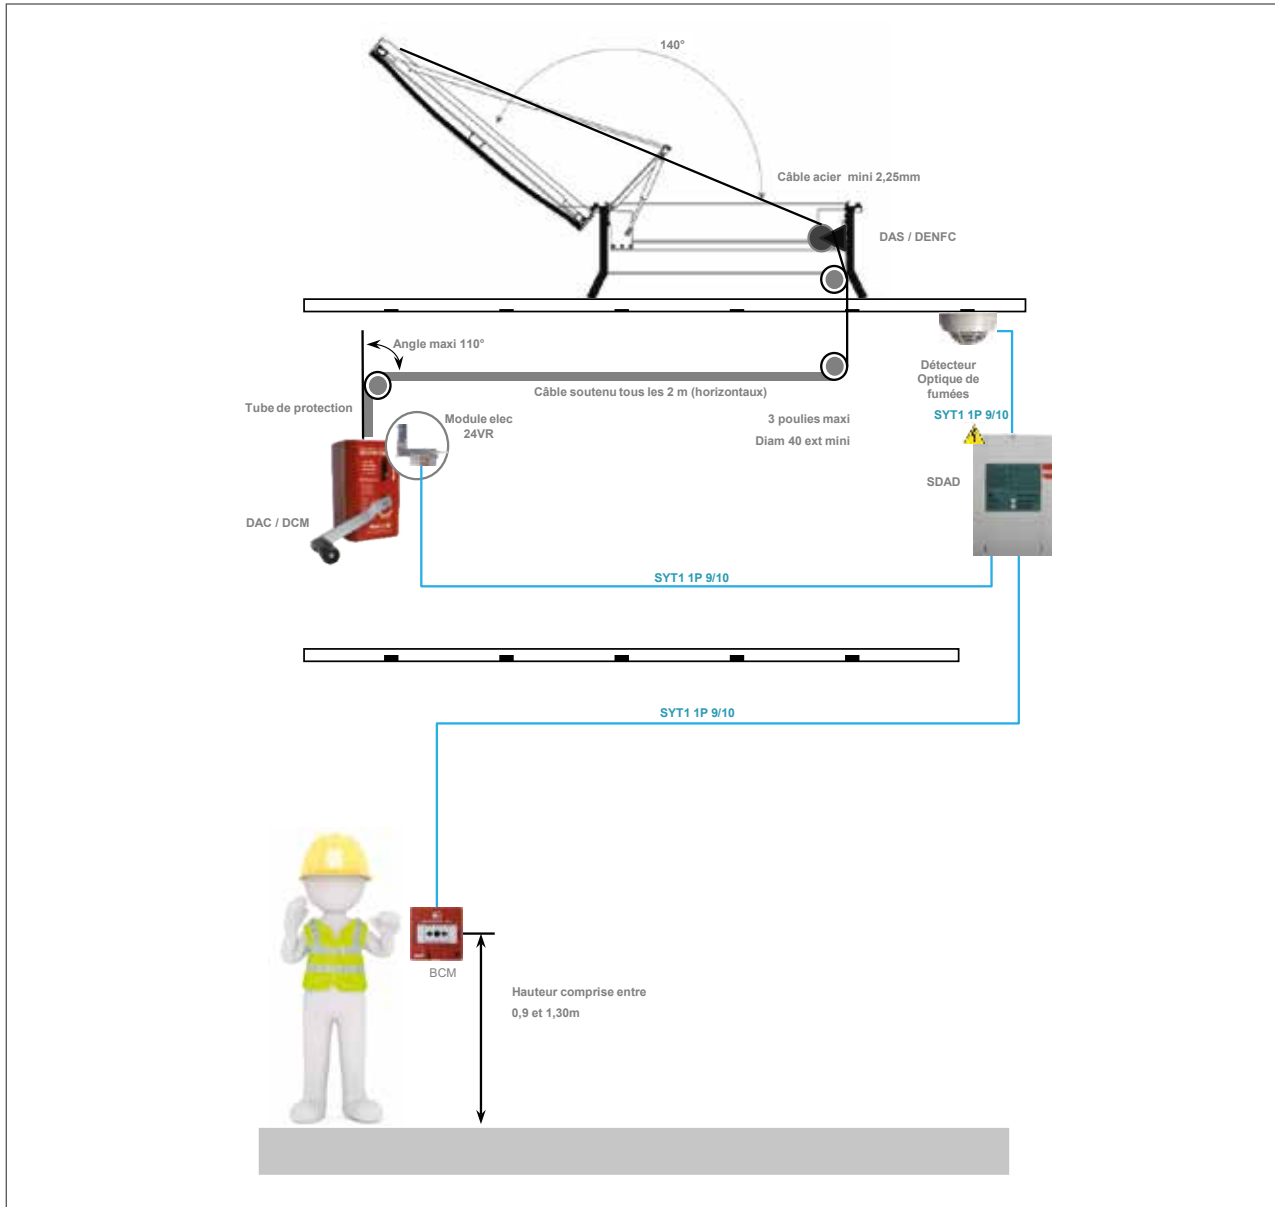 140°
Câble acier mini 2,25mm
DAS / DENFC
Angle maxi 110°
Détecteur
Optique de
fumées
Câble soutenu tous les 2 m (horizontaux)
Tube de protection
Module elec
24VR
3 poulies maxi
Diam 40 ext mini
SYT1 1P 9/10
SDAD
DAC / DCM
SYT1 1P 9/10
SYT1 1P 9/10
BCM
Hauteur comprise entre
0,9 et 1,30m